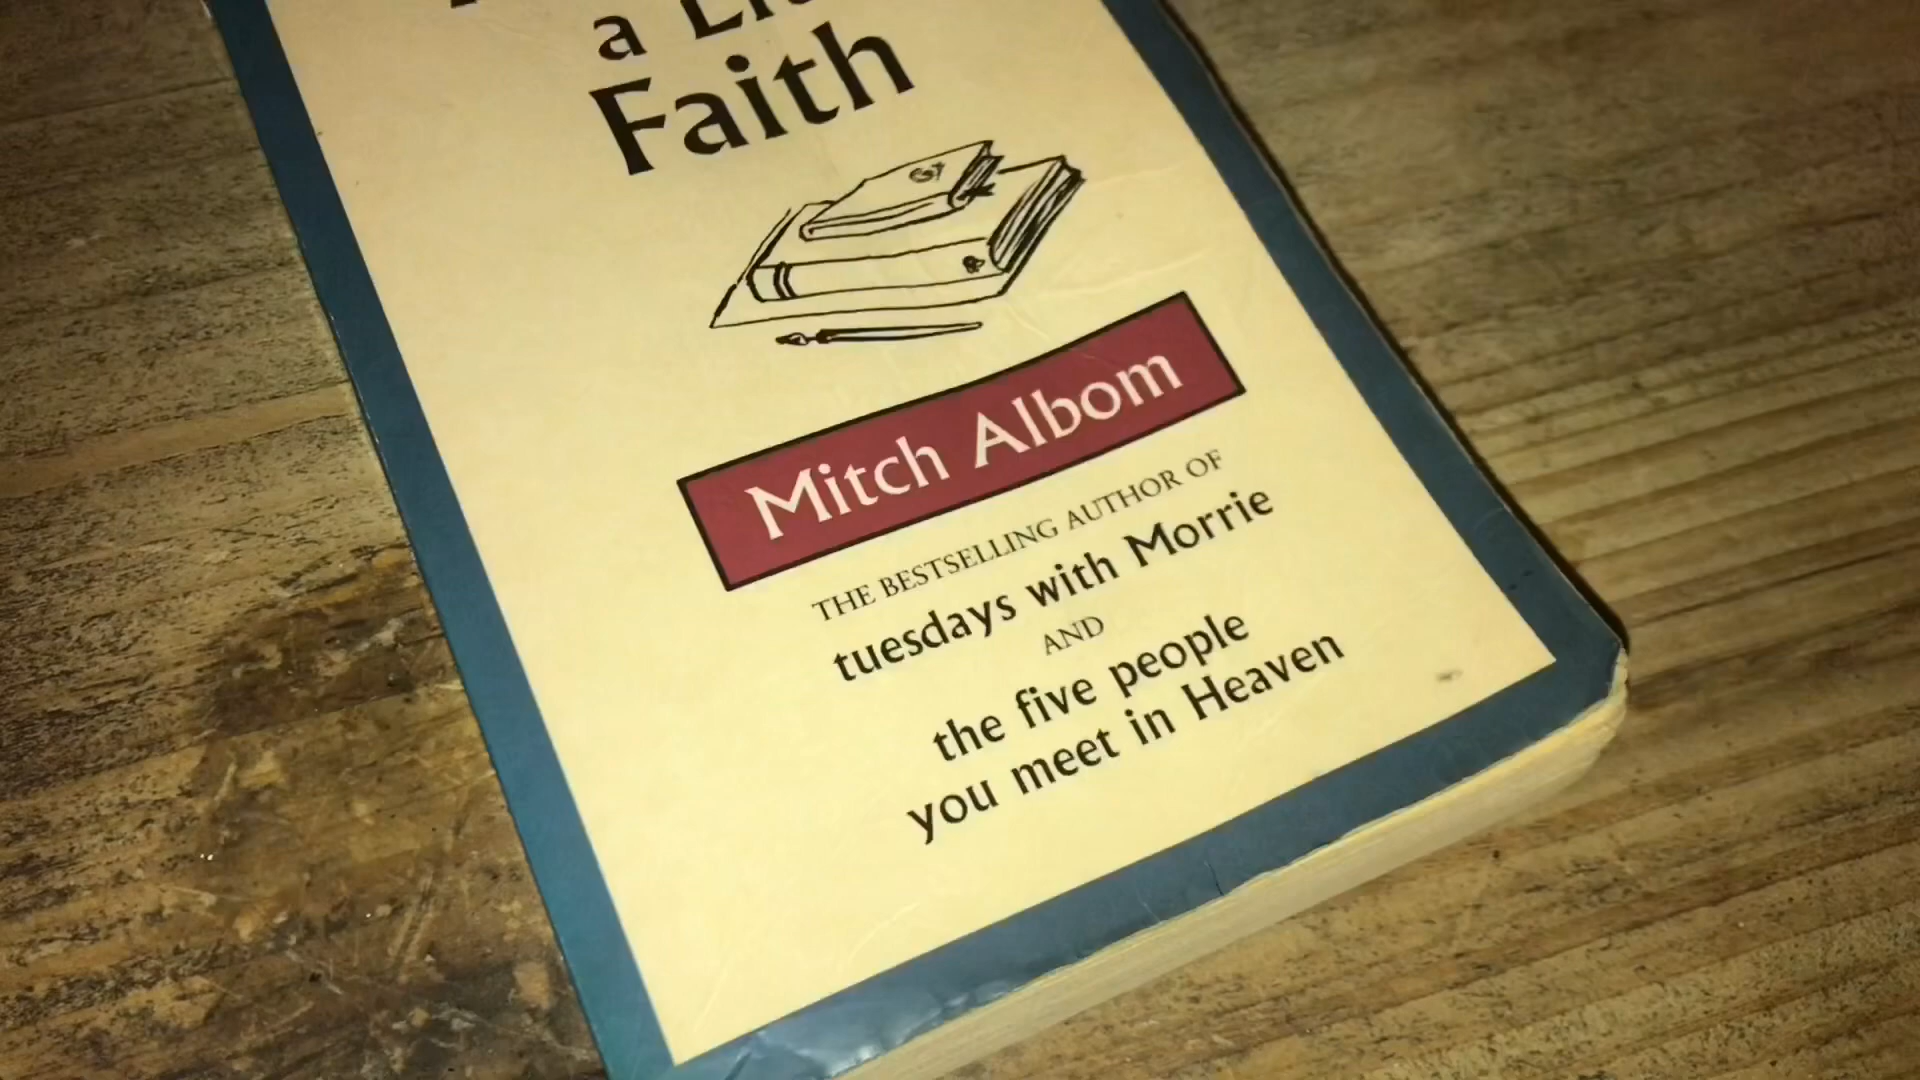 a
Faith
Mitch Albom
THE BESTSELLING AUTHOR OF
tuesdays with Morrie
AND
the five people
you meet in Heaven